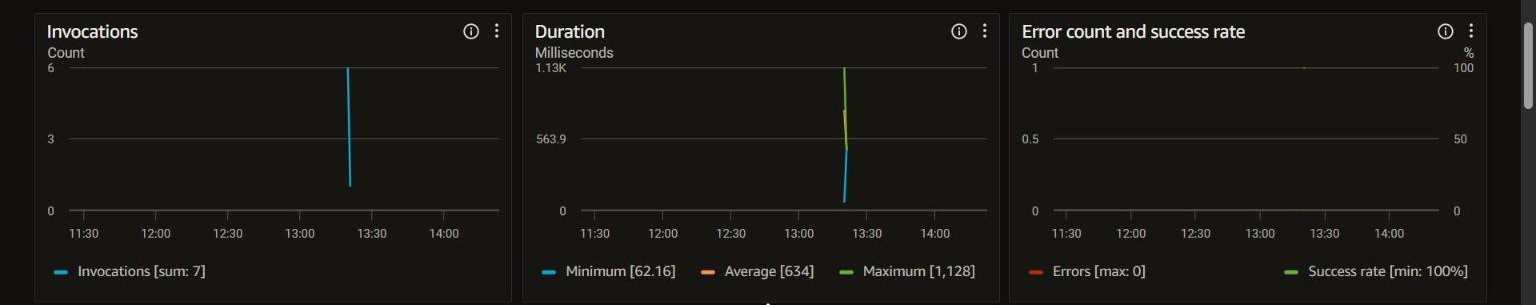 Invocations
Count
6
3
0
11:30 12:00 12:30 13:00 13:30 14:00
Invocations [sum: 7]
Duration
Milliseconds
1.13K
563.9
0
11:30 12:00 12:30 13:00 13:30 14:00
Minimum [62.16] Average [634] Maximum [1,128]
Error count and success rate
Count %
1 100
0.5 50
0 0
11:30 12:00 12:30 13:00 13:30 14:00
Errors [max: 0] Success rate [min: 100%]